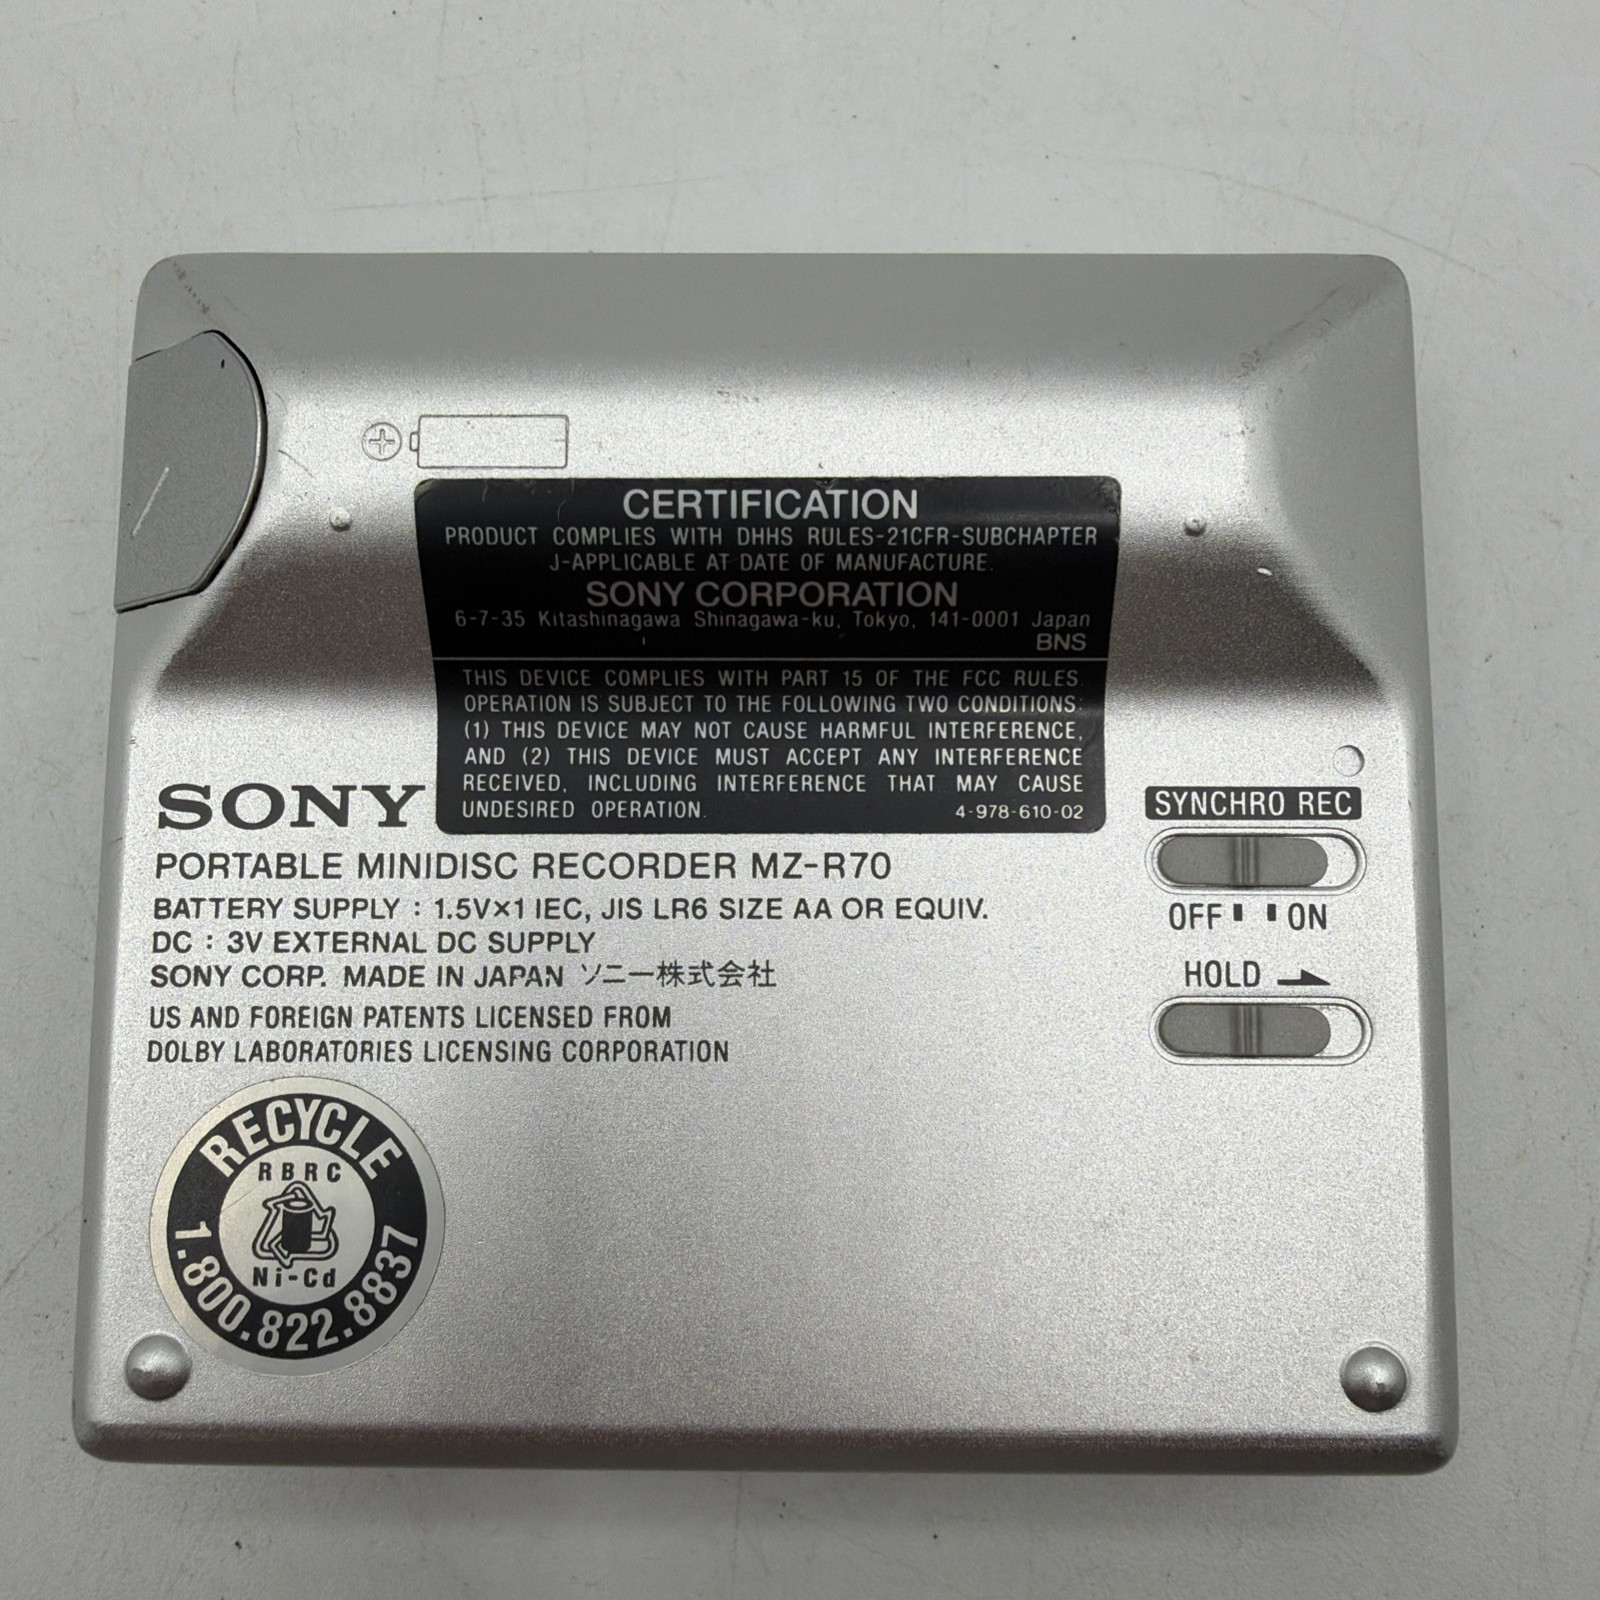 CERTIFICATION
PRODUCT COMPLIES WITH DHHS RULES-21CFR-SUBCHAPTER
J-APPLICABLE AT DATE OF MANUFACTURE.
SONY CORPORATION
6-7-35 Kitashinagawa Shinagawa-ku, Tokyo, 141-0001 Japan
BNS
THIS DEVICE COMPLIES WITH PART 15 OF THE FCC RULES.
OPERATION IS SUBJECT TO THE FOLLOWING TWO CONDITIONS:
(1) THIS DEVICE MAY NOT CAUSE HARMFUL INTERFERENCE,
AND (2) THIS DEVICE MUST ACCEPT ANY INTERFERENCE
RECEIVED, INCLUDING INTERFERENCE THAT MAY CAUSE
UNDESIRED OPERATION.
4-978-610-02
SONY
PORTABLE MINIDISC RECORDER MZ-R70
BATTERY SUPPLY : 1.5V×1 IEC, JIS LR6 SIZE AA OR EQUIV.
DC : 3V EXTERNAL DC SUPPLY
SONY CORP. MADE IN JAPAN ソニー株式会社
US AND FOREIGN PATENTS LICENSED FROM
DOLBY LABORATORIES LICENSING CORPORATION
SYNCHRO REC
OFF ON
HOLD
RECYCLE
RBRC
Ni-Cd
1.800.822.8837